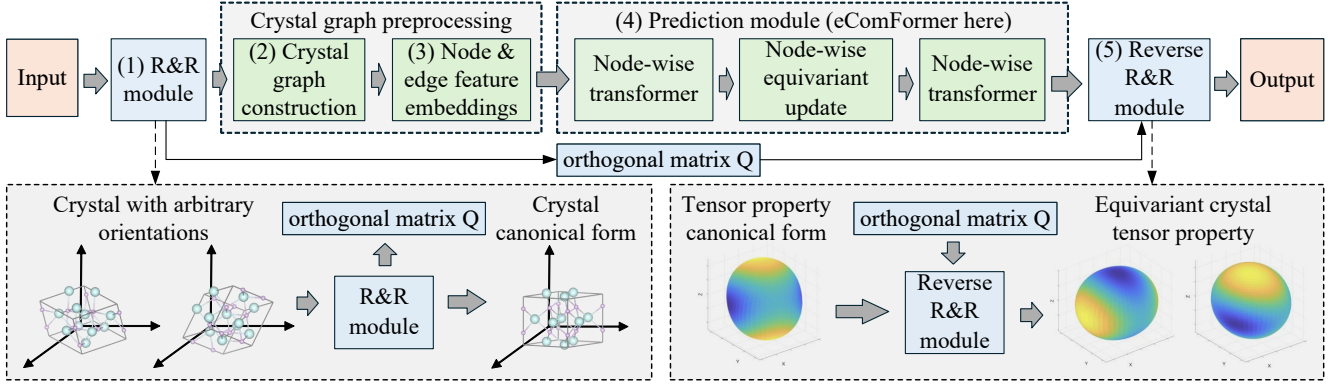 Crystal graph preprocessing
(4) Prediction module (eComFormer here)
Input
(1) R&R
module
(2) Crystal
graph
construction
(3) Node &
edge feature
embeddings
Node-wise
transformer
Node-wise
equivariant
update
Node-wise
transformer
(5) Reverse
R&R
module
Output
orthogonal matrix Q
Crystal with arbitrary
orientations
orthogonal matrix Q
R&R
module
Crystal
canonical form
Tensor property
canonical form
orthogonal matrix Q
Reverse
R&R
module
Equivariant crystal
tensor property
Z
Y
X
Z
Y
X
Z
Y
X